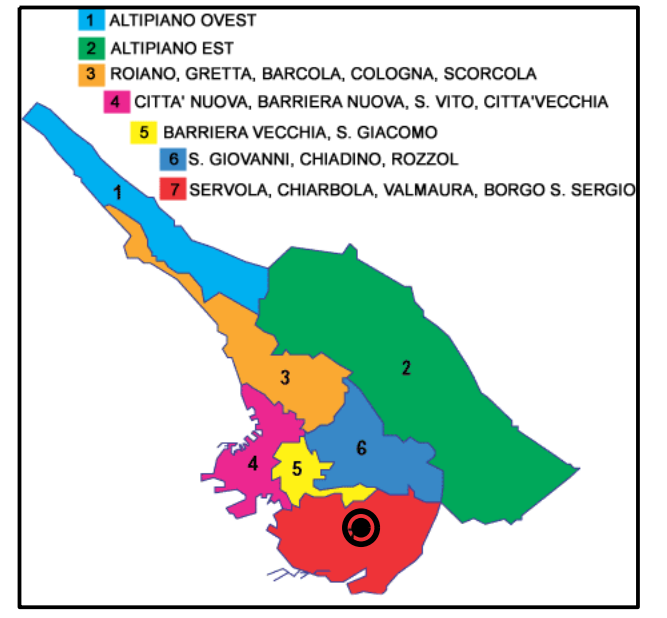 1 ALTIPIANO OVEST
2 ALTIPIANO EST
3 ROIANO, GRETTA, BARCOLA, COLOGNA, SCORCOLA
4 CITTA' NUOVA, BARRIERA NUOVA, S. VITO, CITTA'VECCHIA
5 BARRIERA VECCHIA, S. GIACOMO
6 S. GIOVANNI, CHIADINO, ROZZOL
7 SERVOLA, CHIARBOLA, VALMAURA, BORGO S. SERGIO
1
2
3
6
4
5